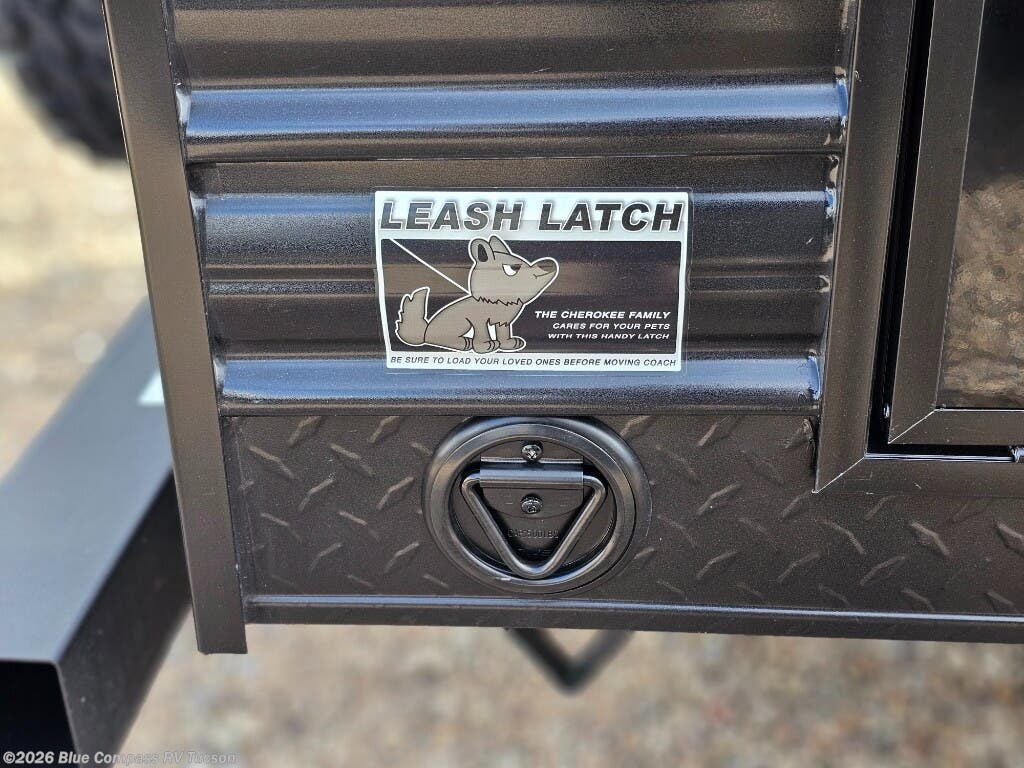 LEASH LATCH
THE CHEROKEE FAMILY
CARES FOR YOUR PETS
WITH THIS HANDY LATCH
BE SURE TO LOAD YOUR LOVED ONES BEFORE MOVING COACH
©2026 Blue Compass RV Tucson